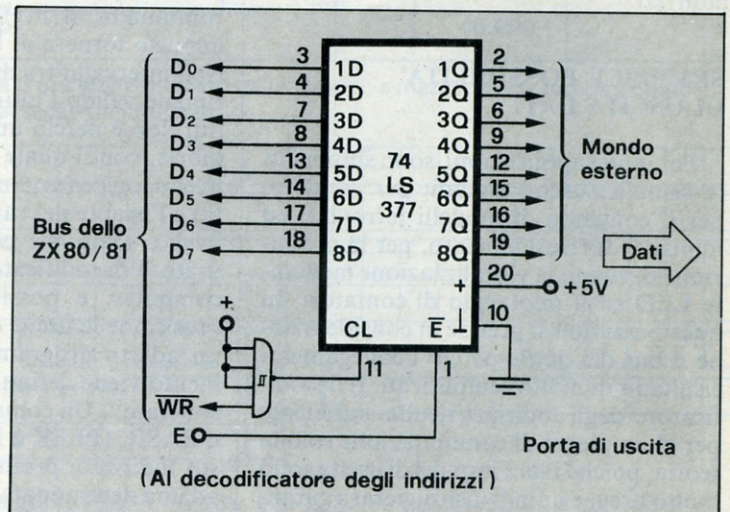 D0 3 1D 1Q 2
D1 4 2D 2Q 5
D2 7 3D 3Q 6
D3 8 4D 4Q 9
D4 13 5D 74 5Q 12
D5 14 6D LS 6Q 15
D6 17 7D 377 7Q 16
D7 18 8D 8Q 19
Bus dello
ZX80/81
Mondo
esterno
Dati
+ 20 +5V
⊥ 10
CL E̅
11 1
+
W̅R̅
E
Porta di uscita
(Al decodificatore degli indirizzi)